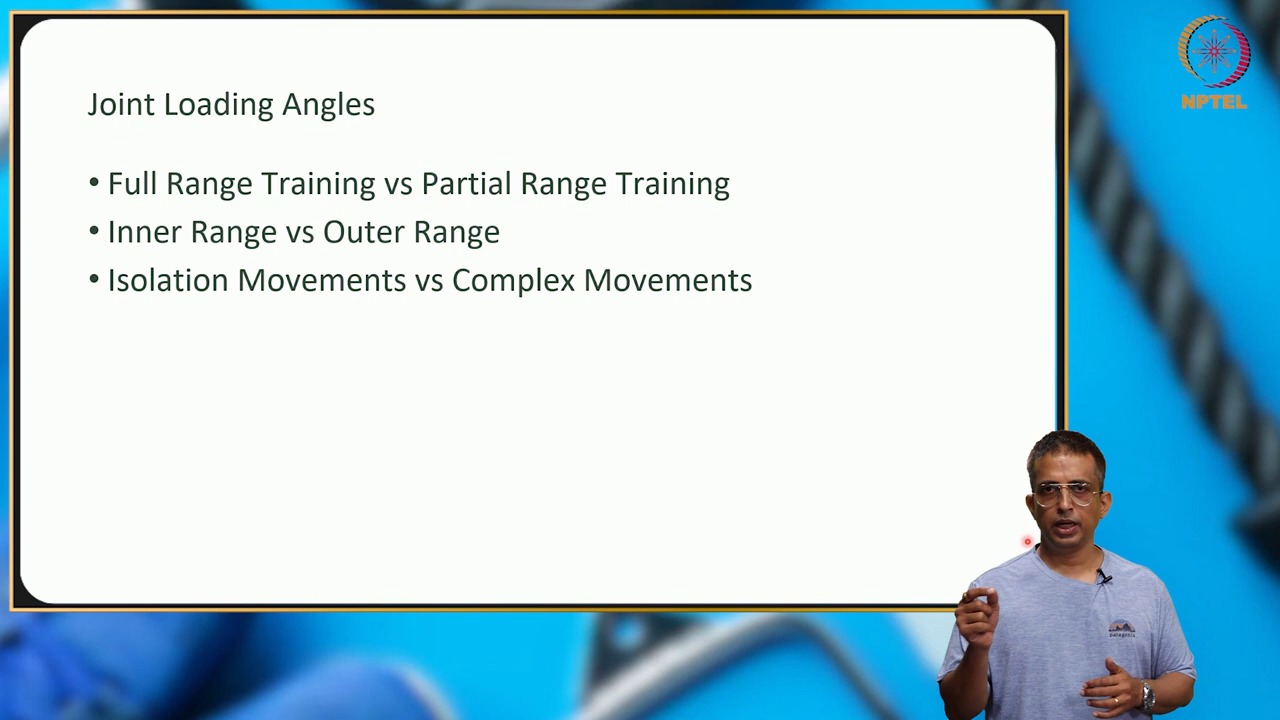 NPTEL
Joint Loading Angles
• Full Range Training vs Partial Range Training
• Inner Range vs Outer Range
• Isolation Movements vs Complex Movements
patagonia